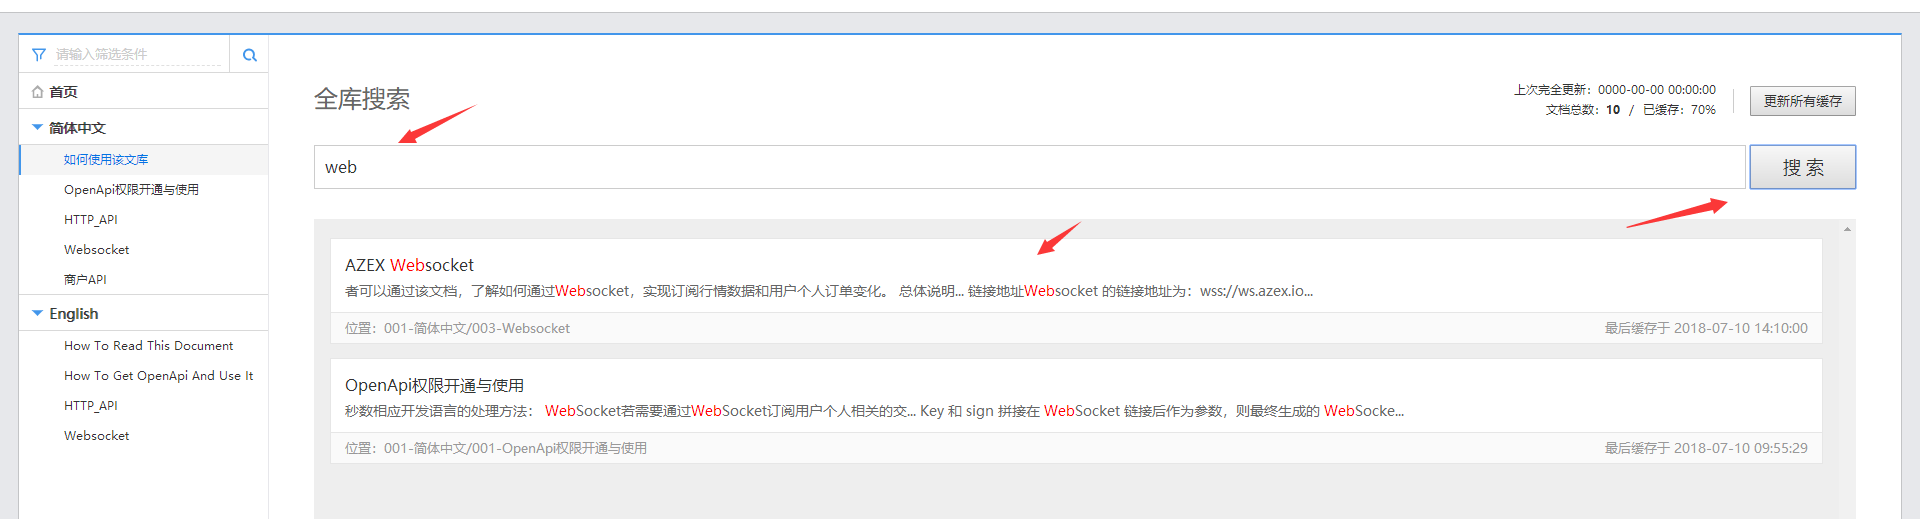 请输入筛选条件
首页
简体中文
如何使用该文库
OpenApi权限开通与使用
HTTP_API
Websocket
商户API
English
How To Read This Document
How To Get OpenApi And Use It
HTTP_API
Websocket
全库搜索
上次完全更新：0000-00-00 00:00:00
文档总数：10 / 已缓存：70%
更新所有缓存
web
搜 索
AZEX Websocket
者可以通过该文档，了解如何通过Websocket，实现订阅行情数据和用户个人订单变化。 总体说明... 链接地址Websocket 的链接地址为：wss://ws.azex.io...
位置：001-简体中文/003-Websocket
最后缓存于 2018-07-10 14:10:00
OpenApi权限开通与使用
秒数相应开发语言的处理方法： WebSocket若需要通过WebSocket订阅用户个人相关的交... Key 和 sign 拼接在 WebSocket 链接后作为参数，则最终生成的 WebSocke...
位置：001-简体中文/001-OpenApi权限开通与使用
最后缓存于 2018-07-10 09:55:29